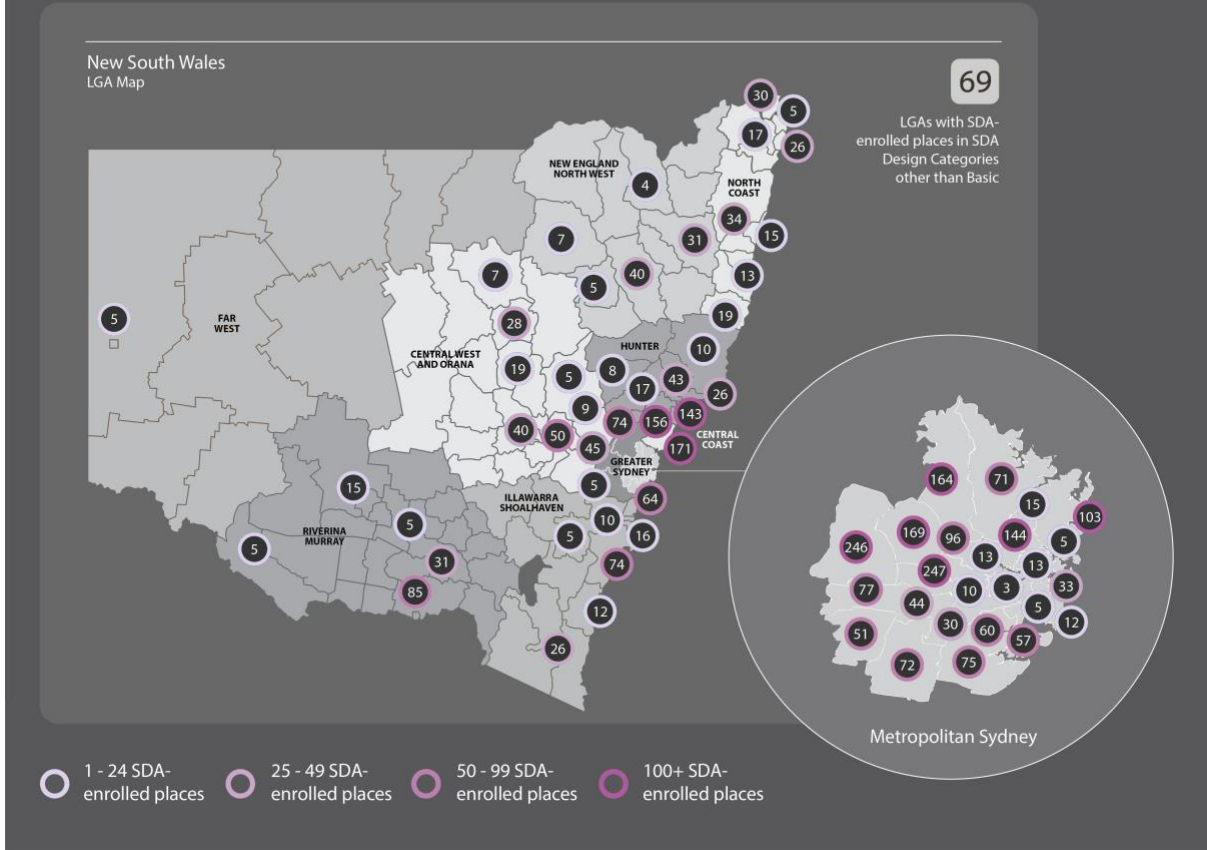 New South Wales
LGA Map
69
LGAs with SDA-
enrolled places in SDA
Design Categories
other than Basic
30
5
17
26
NEW ENGLAND
NORTH WEST
4
NORTH
COAST
34
15
7
31
7
5
40
13
28
19
5
FAR
WEST
HUNTER
10
CENTRAL WEST
AND ORANA
19
5
8
17
43
26
9
40
50
45
74
156
143
171
CENTRAL
COAST
GREATER
SYDNEY
15
5
64
ILLAWARRA
SHOALHAVEN
10
16
5
RIVERINA
MURRAY
5
5
31
74
85
12
26
164
71
15
103
246
169
96
144
5
13
13
247
77
10
3
33
44
5
12
51
30
60
57
72
75
Metropolitan Sydney
1 - 24 SDA-
enrolled places
25 - 49 SDA-
enrolled places
50 - 99 SDA-
enrolled places
100+ SDA-
enrolled places